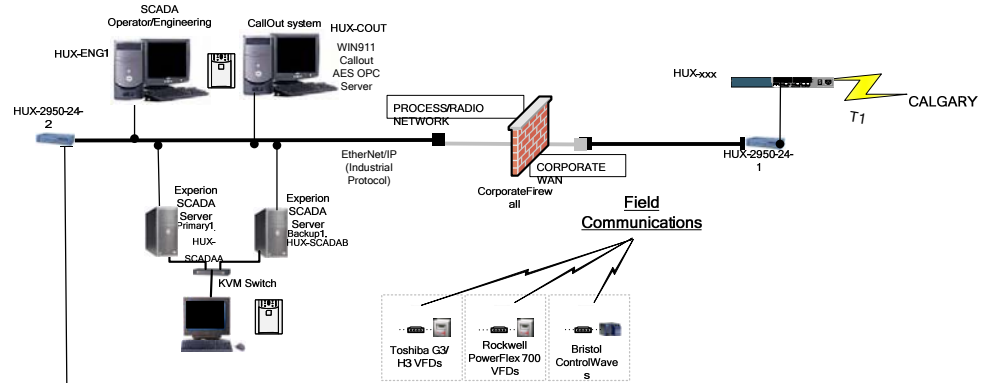 SCADA
Operator/Engineering
CallOut system
HUX-COUT
HUX-ENG1
WIN911
Callout
AES OPC
Server
HUX-xxx
CALGARY
T1
HUX-2950-24-
2
PROCESS/RADIO
NETWORK
EtherNet/IP
(Industrial
Protocol)
CORPORATE
WAN
CorporateFirew
all
HUX-2950-24-
1
Experion
SCADA
Server
Primary1,
HUX-
SCADAA
Experion
SCADA
Server
Backup1,
HUX-SCADAB
KVM Switch
Field
Communications
Toshiba G3/
H3 VFDs
Rockwell
PowerFlex 700
VFDs
Bristol
ControlWave
s